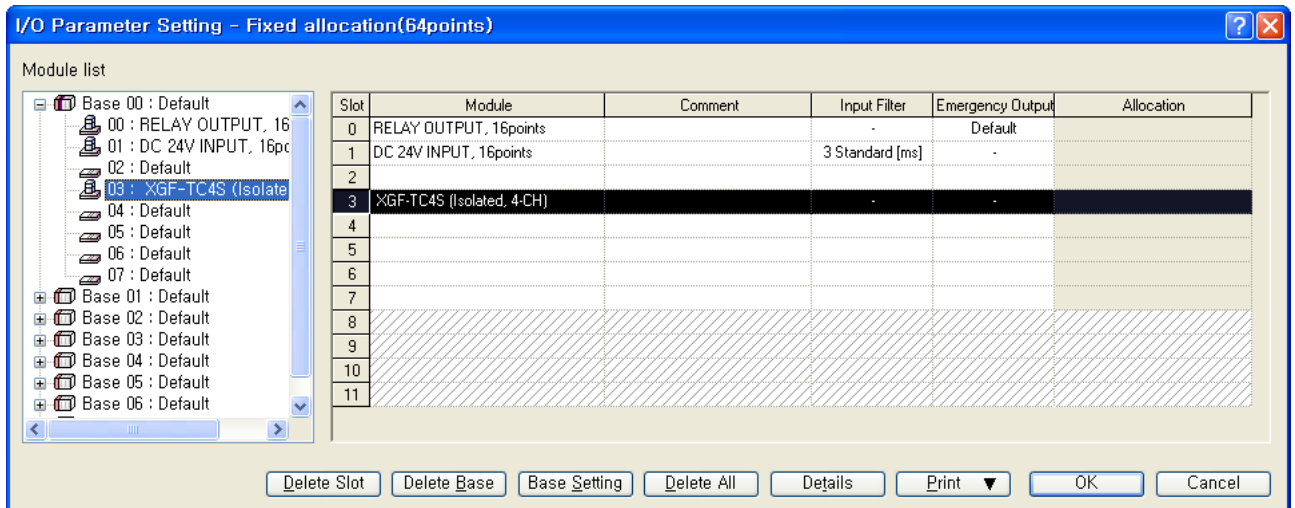 I/O Parameter Setting - Fixed allocation(64points)
Module list
Base 00 : Default
00 : RELAY OUTPUT, 16
01 : DC 24V INPUT, 16po
02 : Default
03 : XGF-TC4S (Isolate
04 : Default
05 : Default
06 : Default
07 : Default
Base 01 : Default
Base 02 : Default
Base 03 : Default
Base 04 : Default
Base 05 : Default
Base 06 : Default
Slot Module Comment Input Filter Emergency Output Allocation
0 RELAY OUTPUT, 16points - Default
1 DC 24V INPUT, 16points 3 Standard [ms] -
2
3 XGF-TC4S (Isolated, 4-CH) - -
4
5
6
7
8
9
10
11
Delete Slot Delete Base Base Setting Delete All Details Print ▼ OK Cancel